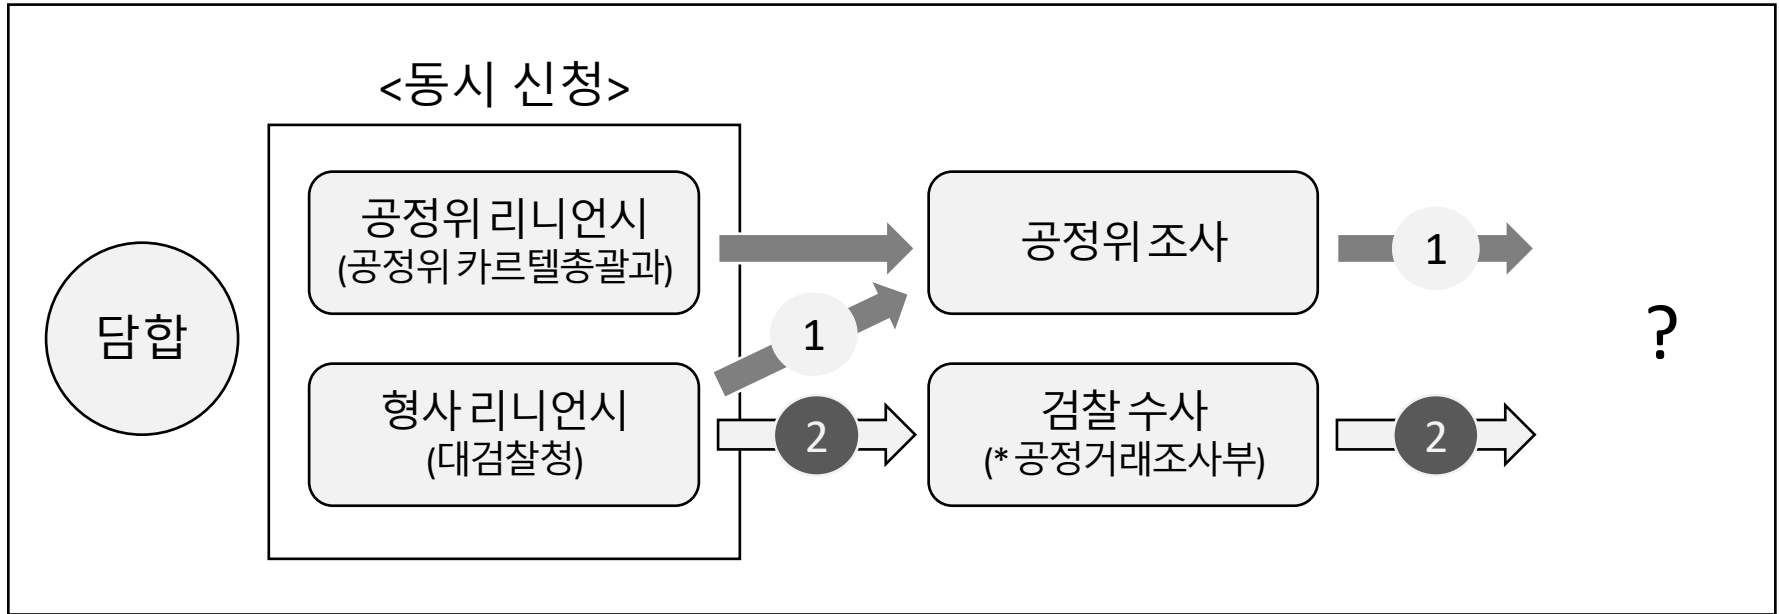 <동시 신청>
담합
공정위 리니언시
(공정위 카르텔총괄과)
형사 리니언시
(대검찰청)
1
2
공정위 조사
검찰 수사
(* 공정거래조사부)
1
2
?